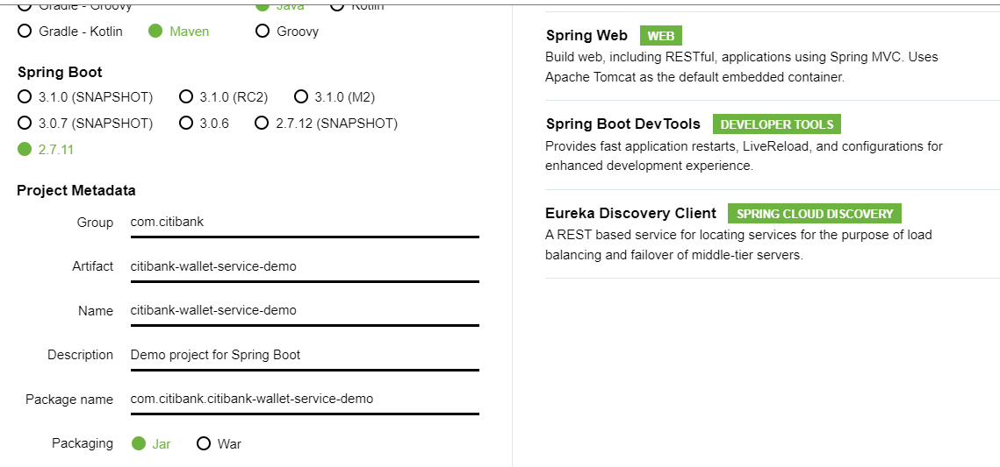 Gradle - Groovy Java Kotlin
Gradle - Kotlin Maven Groovy
Spring Boot
3.1.0 (SNAPSHOT) 3.1.0 (RC2) 3.1.0 (M2)
3.0.7 (SNAPSHOT) 3.0.6 2.7.12 (SNAPSHOT)
2.7.11
Project Metadata
Group com.citibank
Artifact citibank-wallet-service-demo
Name citibank-wallet-service-demo
Description Demo project for Spring Boot
Package name com.citibank.citibank-wallet-service-demo
Packaging Jar War
Spring Web WEB
Build web, including RESTful, applications using Spring MVC. Uses
Apache Tomcat as the default embedded container.
Spring Boot DevTools DEVELOPER TOOLS
Provides fast application restarts, LiveReload, and configurations for
enhanced development experience.
Eureka Discovery Client SPRING CLOUD DISCOVERY
A REST based service for locating services for the purpose of load
balancing and failover of middle-tier servers.